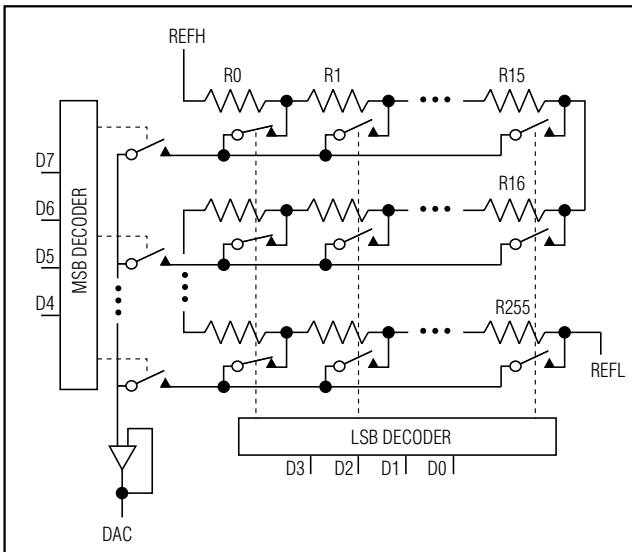 REFH
R0 R1 R15
D7
D6
D5
D4
MSB DECODER
R16
R255
REFL
LSB DECODER
D3 D2 D1 D0
DAC